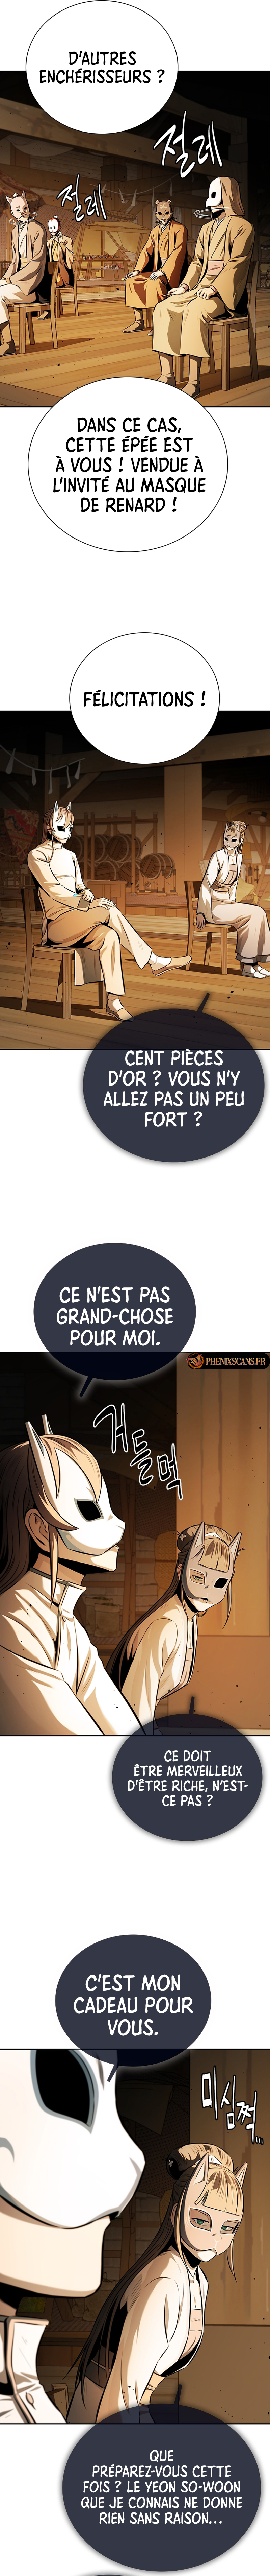 D'AUTRES
ENCHÉRISSEURS ?
절레
절레
DANS CE CAS,
CETTE ÉPÉE EST
À VOUS ! VENDUE À
L'INVITÉ AU MASQUE
DE RENARD !
FÉLICITATIONS !
CENT PIÈCES
D'OR ? VOUS N'Y
ALLEZ PAS UN PEU
FORT ?
CE N'EST PAS
GRAND-CHOSE
POUR MOI.
PHENIXSCANS.FR
거들먹
CE DOIT
ÊTRE MERVEILLEUX
D'ÊTRE RICHE, N'EST-
CE PAS ?
C'EST MON
CADEAU POUR
VOUS.
미심쩍...
QUE
PRÉPAREZ-VOUS CETTE
FOIS ? LE YEON SO-WOON
QUE JE CONNAIS NE DONNE
RIEN SANS RAISON...